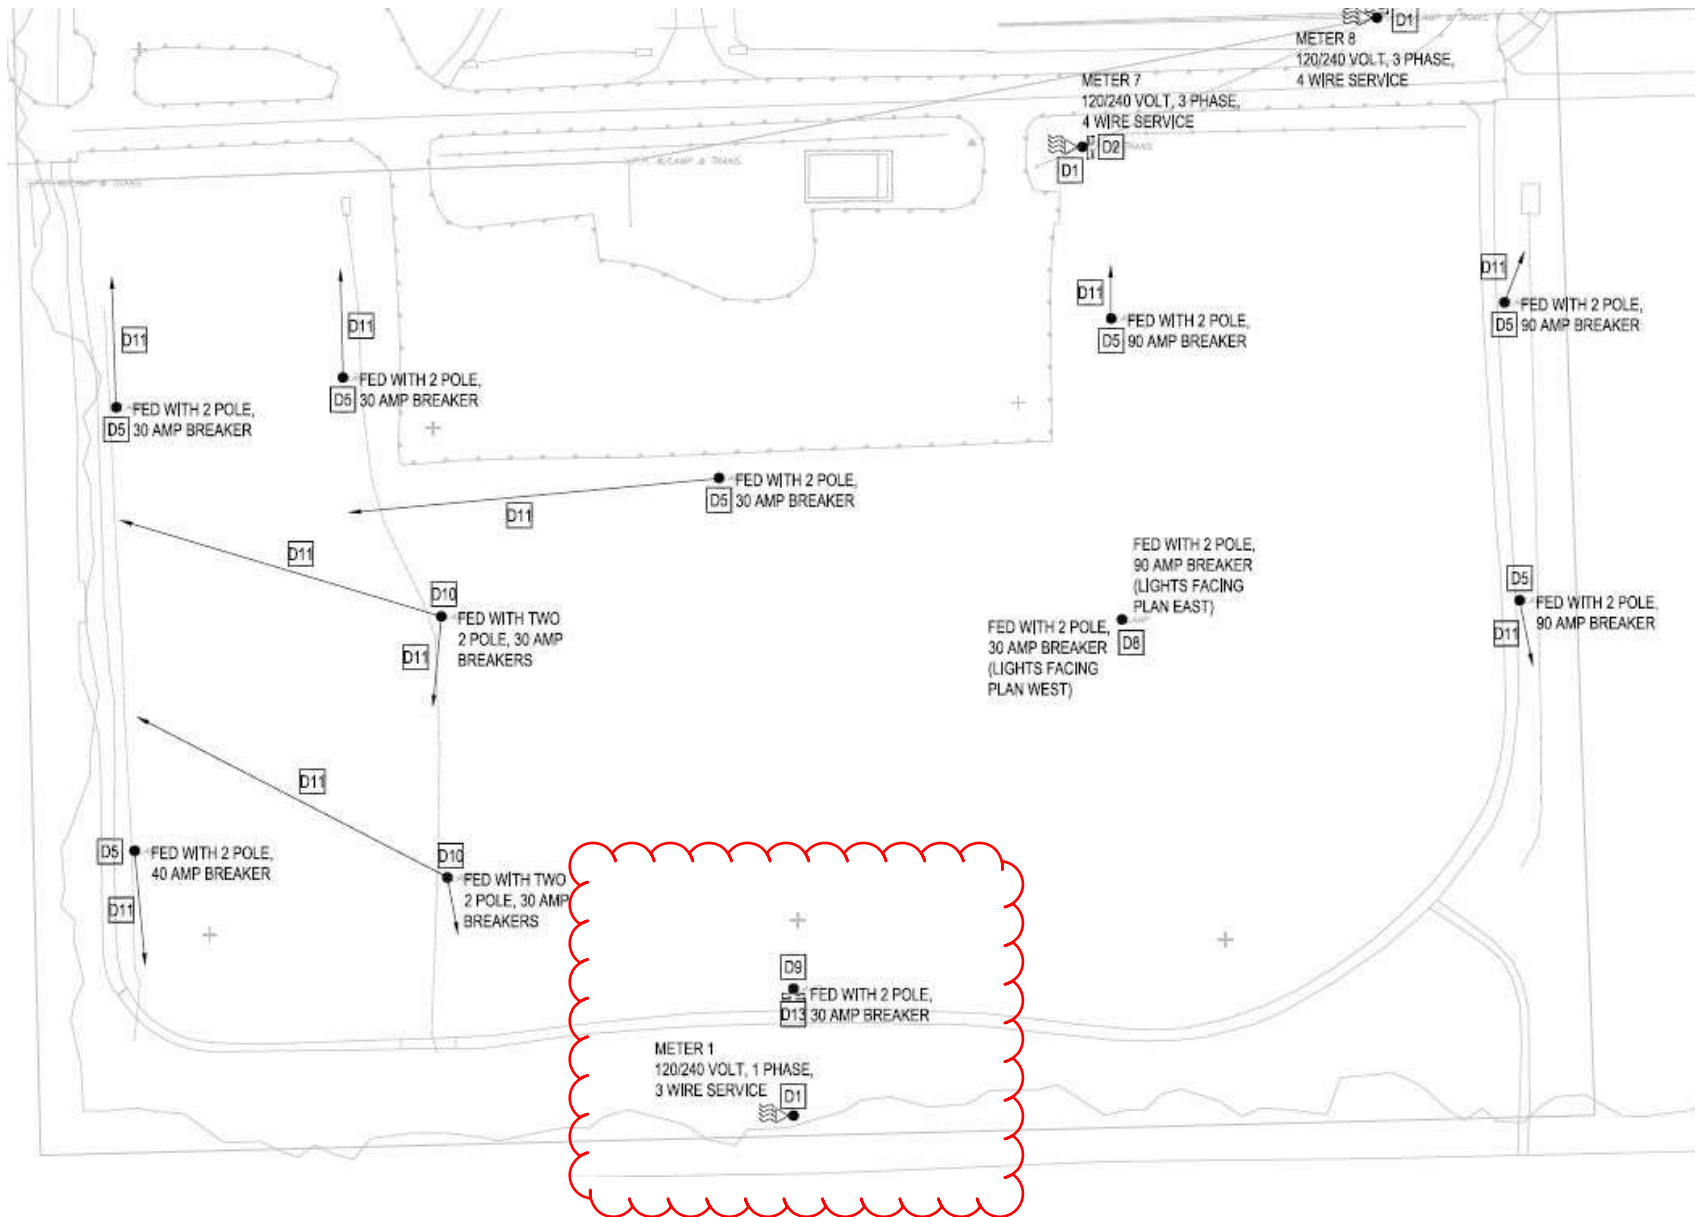 D1
METER 8
120/240 VOLT, 3 PHASE,
4 WIRE SERVICE
METER 7
120/240 VOLT, 3 PHASE,
4 WIRE SERVICE
D2
D1
W/LAMP & TRANS
LAMP & TRANS
D11
D11
D11
D11
FED WITH 2 POLE,
D5 90 AMP BREAKER
FED WITH 2 POLE,
D5 90 AMP BREAKER
FED WITH 2 POLE,
D5 30 AMP BREAKER
FED WITH 2 POLE,
D5 30 AMP BREAKER
FED WITH 2 POLE,
D5 30 AMP BREAKER
D11
D11
D10
FED WITH TWO
2 POLE, 30 AMP
BREAKERS
D11
FED WITH 2 POLE,
90 AMP BREAKER
(LIGHTS FACING
PLAN EAST)
FED WITH 2 POLE,
30 AMP BREAKER
(LIGHTS FACING
PLAN WEST)
D8
D5
FED WITH 2 POLE,
90 AMP BREAKER
D11
D11
D5
FED WITH 2 POLE,
40 AMP BREAKER
D11
D10
FED WITH TWO
2 POLE, 30 AMP
BREAKERS
D9
FED WITH 2 POLE,
D13 30 AMP BREAKER
METER 1
120/240 VOLT, 1 PHASE,
3 WIRE SERVICE
D1